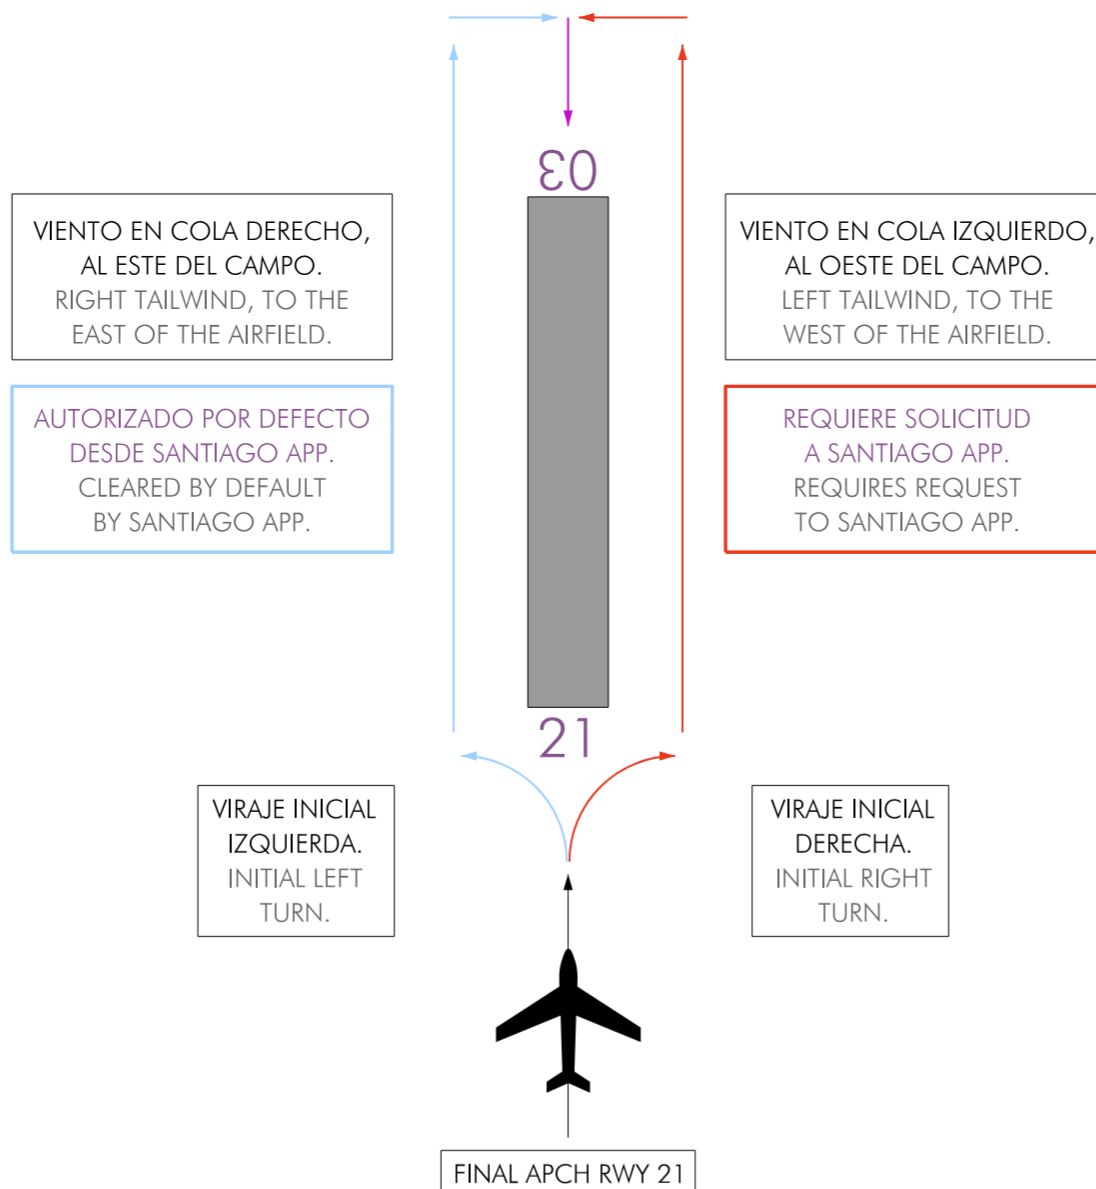 03
VIENTO EN COLA DERECHO,
AL ESTE DEL CAMPO.
RIGHT TAILWIND, TO THE
EAST OF THE AIRFIELD.
VIENTO EN COLA IZQUIERDO,
AL OESTE DEL CAMPO.
LEFT TAILWIND, TO THE
WEST OF THE AIRFIELD.
AUTORIZADO POR DEFECTO
DESDE SANTIAGO APP.
CLEARED BY DEFAULT
BY SANTIAGO APP.
REQUIERE SOLICITUD
A SANTIAGO APP.
REQUIRES REQUEST
TO SANTIAGO APP.
21
VIRAJE INICIAL
IZQUIERDA.
INITIAL LEFT
TURN.
VIRAJE INICIAL
DERECHA.
INITIAL RIGHT
TURN.
FINAL APCH RWY 21